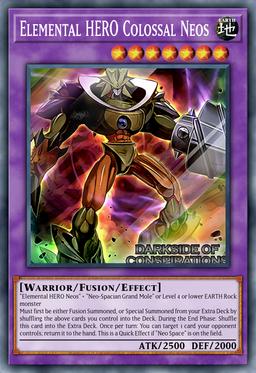 Elemental HERO Colossal Neos
EARTH
地
DARKSIDE OF
CONSPIRATIONS
[Warrior/Fusion/Effect]
"Elemental HERO Neos" + "Neo-Spacian Grand Mole" or Level 4 or lower EARTH Rock
monster
Must first be either Fusion Summoned, or Special Summoned from your Extra Deck by
shuffling the above cards you control into the Deck. During the End Phase: Shuffle
this card into the Extra Deck. Once per turn: You can target 1 card your opponent
controls; return it to the hand. This is a Quick Effect if "Neo Space" is on the field.
ATK/2500 DEF/2000